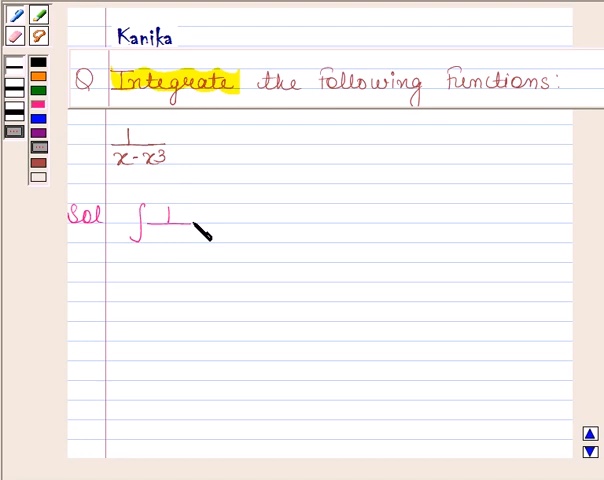 Kanika
Q Integrate the Following Functions:
1
x - x3
Sol ∫ 1